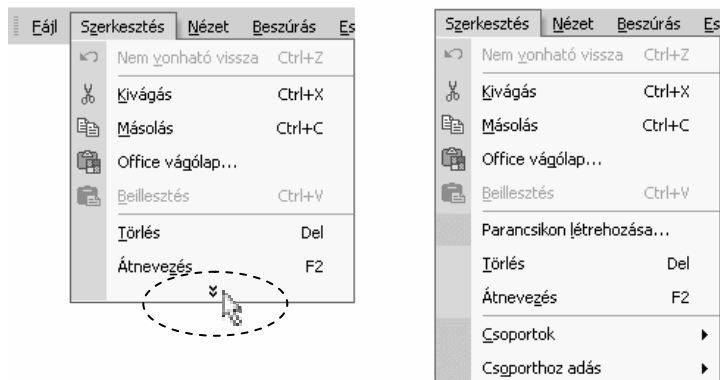 Fájl Szerkesztés Nézet Beszúrás Es
Nem vonható vissza Ctrl+Z
Kivágás Ctrl+X
Másolás Ctrl+C
Office vágólap...
Beillesztés Ctrl+V
Törlés Del
Átnevezés F2
Szerkesztés Nézet Beszúrás Es
Nem vonható vissza Ctrl+Z
Kivágás Ctrl+X
Másolás Ctrl+C
Office vágólap...
Beillesztés Ctrl+V
Parancsikon létrehozása...
Törlés Del
Átnevezés F2
Csoportok
Csoporthoz adás